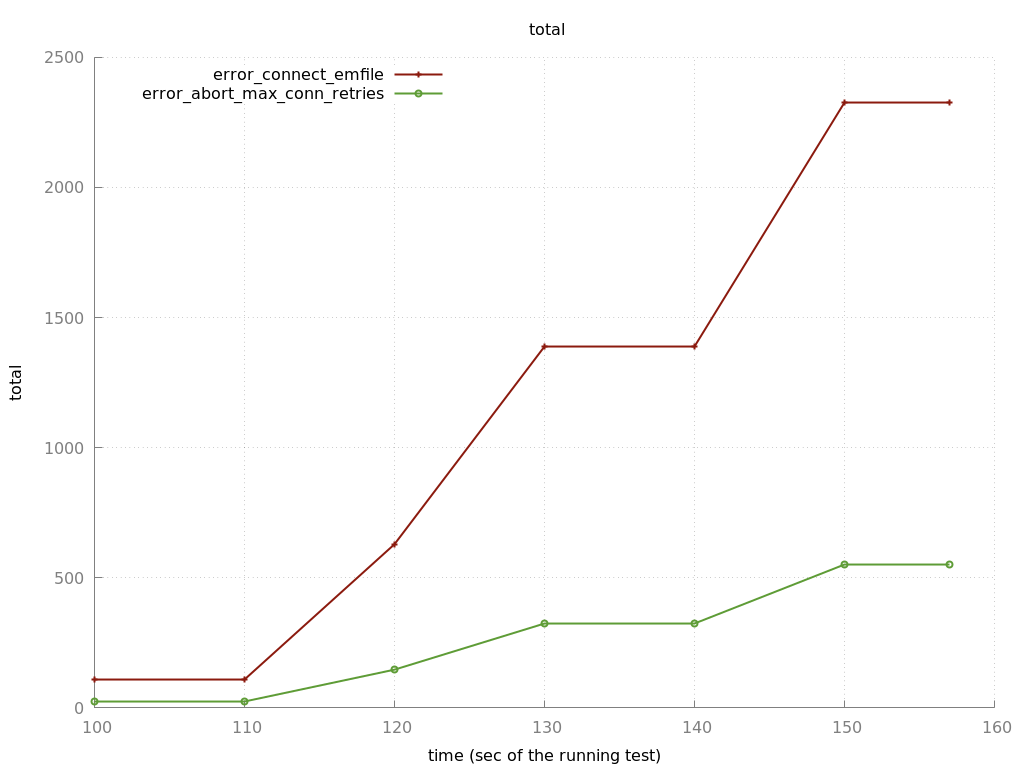 total
2500
error_connect_emfile
error_abort_max_conn_retries
2000
1500
total
1000
500
0
100 110 120 130 140 150 160
time (sec of the running test)